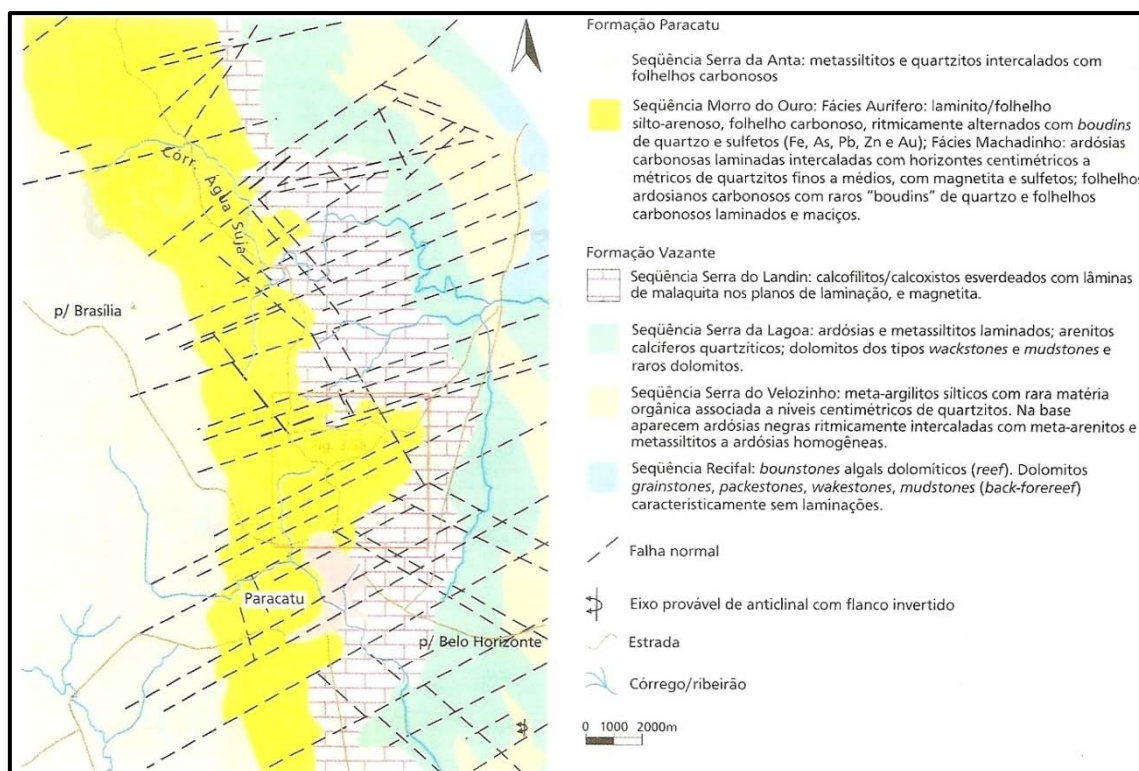 Córr. Água Suja
p/ Brasília
Fig. 3.58
Paracatu
p/ Belo Horizonte
Formação Paracatu
Seqüência Serra da Anta: metassiltitos e quartzitos intercalados com
folhelhos carbonosos
Seqüência Morro do Ouro: Fácies Aurífero: laminito/folhelho
silto-arenoso, folhelho carbonoso, ritmicamente alternados com boudins
de quartzo e sulfetos (Fe, As, Pb, Zn e Au); Fácies Machadinho: ardósias
carbonosas laminadas intercaladas com horizontes centimétricos a
métricos de quartzitos finos a médios, com magnetita e sulfetos; folhelhos
ardosianos carbonosos com raros "boudins" de quartzo e folhelhos
carbonosos laminados e maciços.
Formação Vazante
Seqüência Serra do Landin: calcofilitos/calcoxistos esverdeados com lâminas
de malaquita nos planos de laminação, e magnetita.
Seqüência Serra da Lagoa: ardósias e metassiltitos laminados; arenitos
calcíferos quartzíticos; dolomitos dos tipos wackstones e mudstones e
raros dolomitos.
Seqüência Serra do Velozinho: meta-argilitos sílticos com rara matéria
orgânica associada a níveis centimétricos de quartzitos. Na base
aparecem ardósias negras ritmicamente intercaladas com meta-arenitos e
metassiltitos a ardósias homogêneas.
Seqüência Recifal: bounstones algals dolomíticos (reef). Dolomitos
grainstones, packestones, wakestones, mudstones (back-forereef)
caracteristicamente sem laminações.
Falha normal
Eixo provável de anticlinal com flanco invertido
Estrada
Córrego/ribeirão
0 1000 2000m